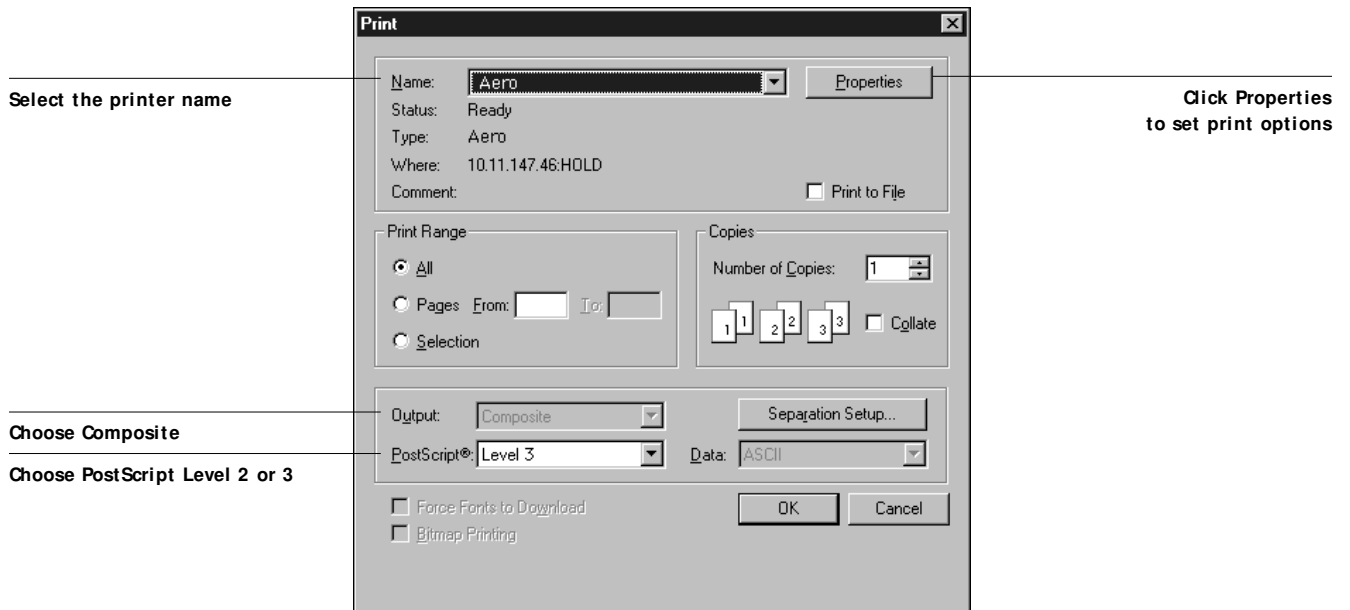 Print
Name: Aero Properties
Select the printer name
Click Properties
to set print options
Status: Ready
Type: Aero
Where: 10.11.147.46:HOLD
Comment: Print to File
Print Range
All
Pages From: To:
Selection
Copies
Number of Copies: 1
1 1 2 2 3 3 Collate
Output: Composite Separation Setup...
Choose Composite
PostScript®: Level 3 Data: ASCII
Choose PostScript Level 2 or 3
Force Fonts to Download
OK Cancel
Bitmap Printing